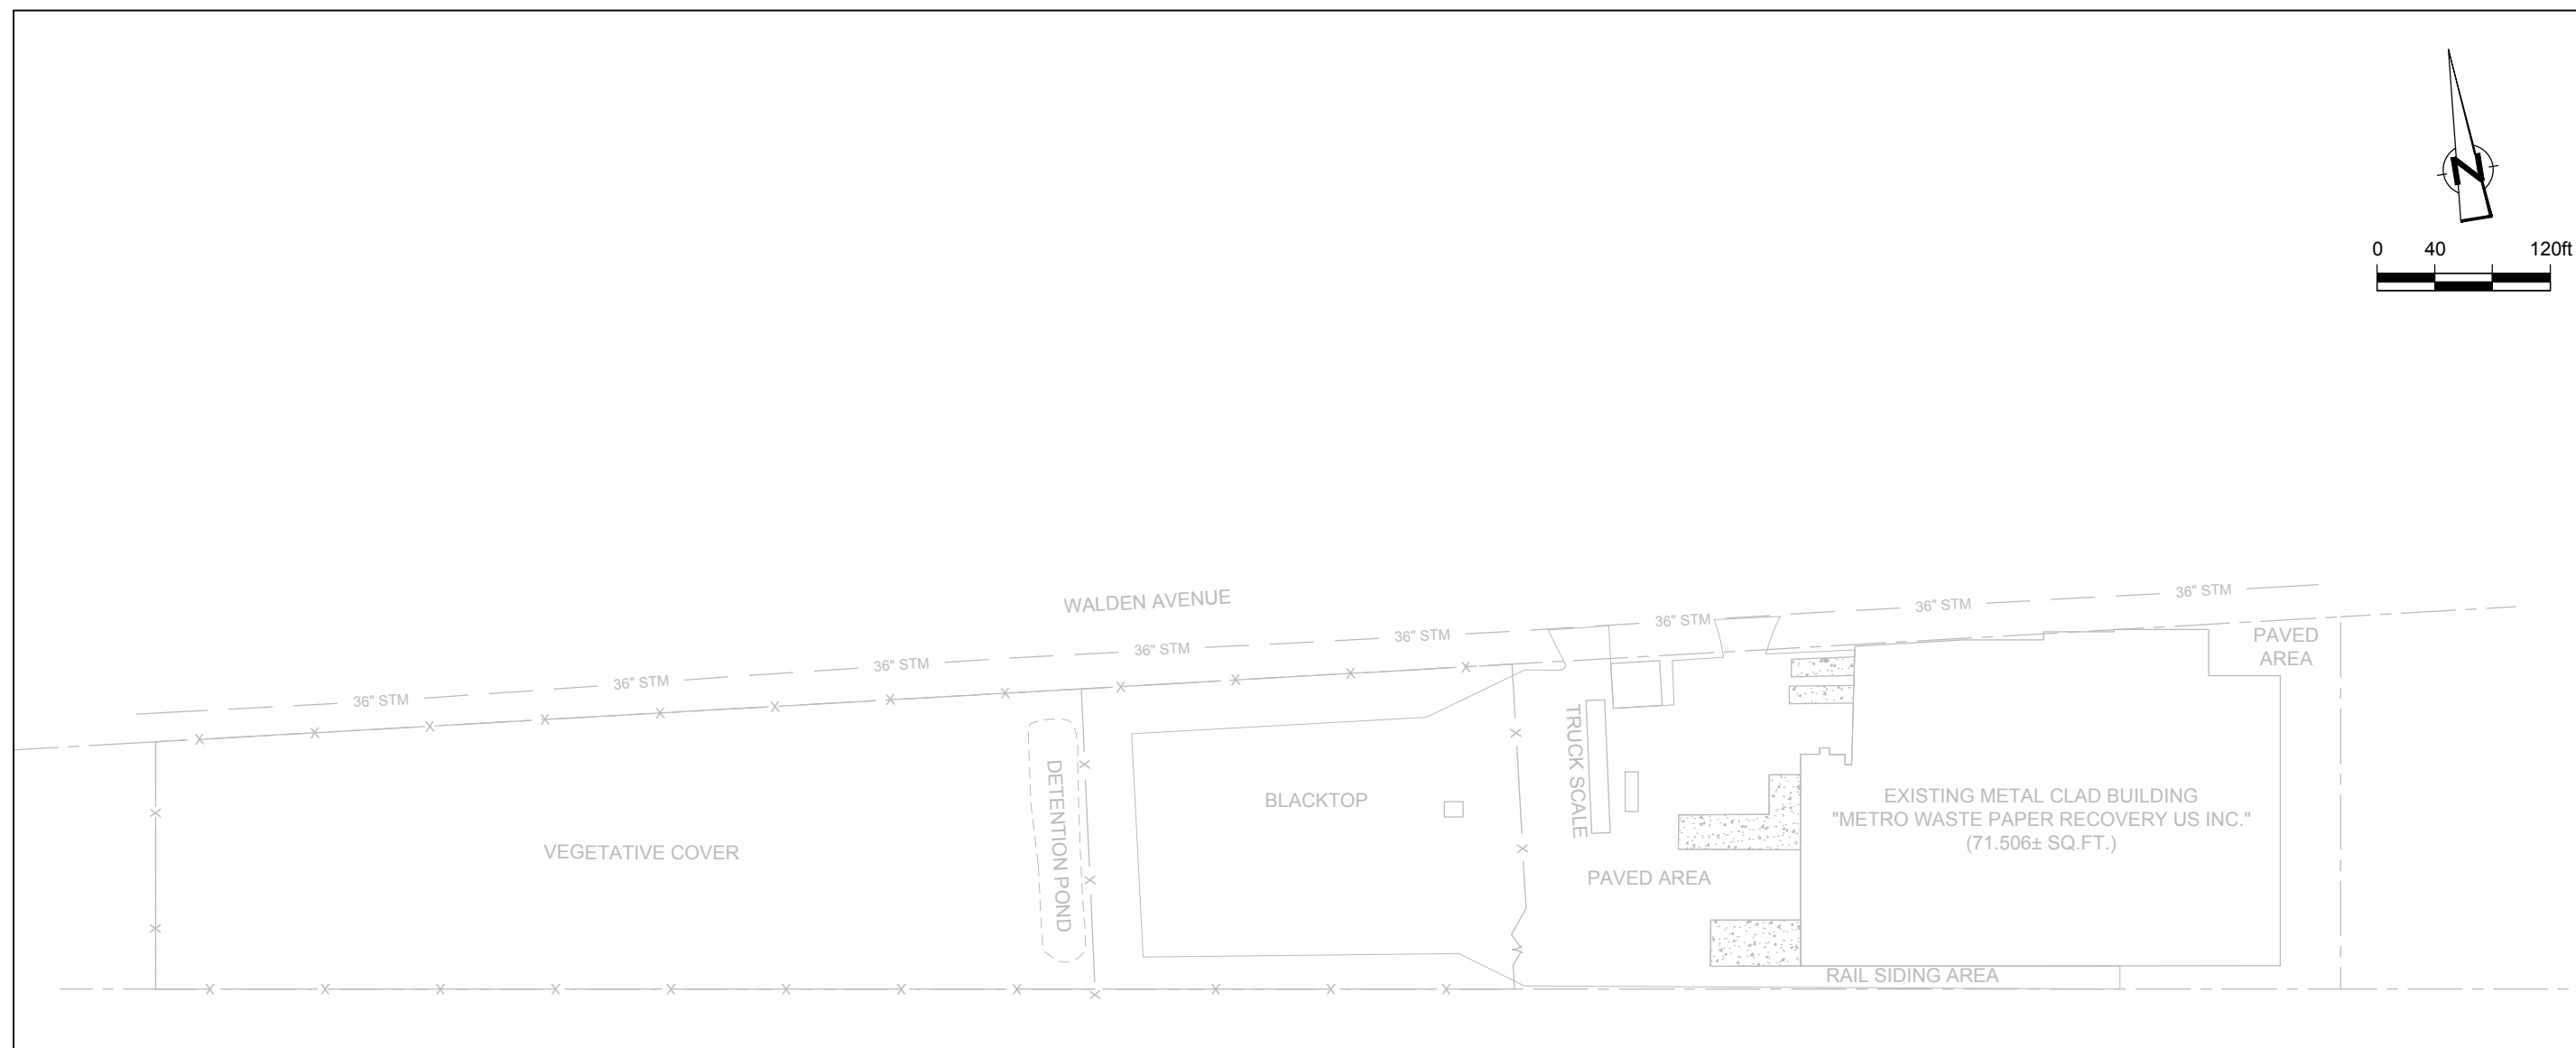 N
0 40 120ft
WALDEN AVENUE
36" STM
36" STM
36" STM
36" STM
36" STM
36" STM
36" STM
36" STM
PAVED
AREA
TRUCK SCALE
DETENTION POND
BLACKTOP
VEGETATIVE COVER
EXISTING METAL CLAD BUILDING
"METRO WASTE PAPER RECOVERY US INC."
(71.506± SQ.FT.)
PAVED AREA
RAIL SIDING AREA